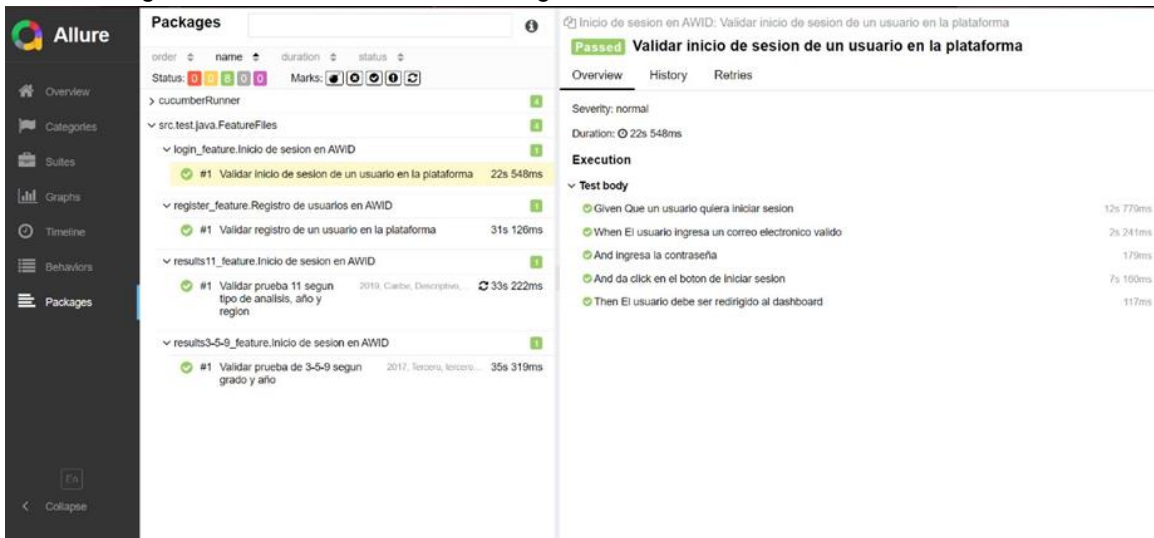 Allure
Overview
Categories
Suites
Graphs
Timeline
Behaviors
Packages
En
Collapse
Packages
order name duration status
Status: 0 0 8 0 0 Marks:
cucumberRunner 4
src.test.java.FeatureFiles 4
login_feature.Inicio de sesion en AWID 1
#1 Validar inicio de sesion de un usuario en la plataforma 22s 548ms
register_feature.Registro de usuarios en AWID 1
#1 Validar registro de un usuario en la plataforma 31s 126ms
results11_feature.Inicio de sesion en AWID 1
#1 Validar prueba 11 segun 2019, Caribe, Descriptivo,... 33s 222ms
tipo de analisis, año y
region
results3-5-9_feature.Inicio de sesion en AWID 1
#1 Validar prueba de 3-5-9 segun 2017, Tercero, tercero... 35s 319ms
grado y año
Inicio de sesion en AWID: Validar inicio de sesion de un usuario en la plataforma
Passed Validar inicio de sesion de un usuario en la plataforma
Overview History Retries
Severity: normal
Duration: 22s 548ms
Execution
Test body
Given Que un usuario quiera iniciar sesion 12s 779ms
When El usuario ingresa un correo electronico valido 2s 241ms
And ingresa la contraseña 179ms
And da click en el boton de iniciar sesion 7s 160ms
Then El usuario debe ser redirigido al dashboard 117ms